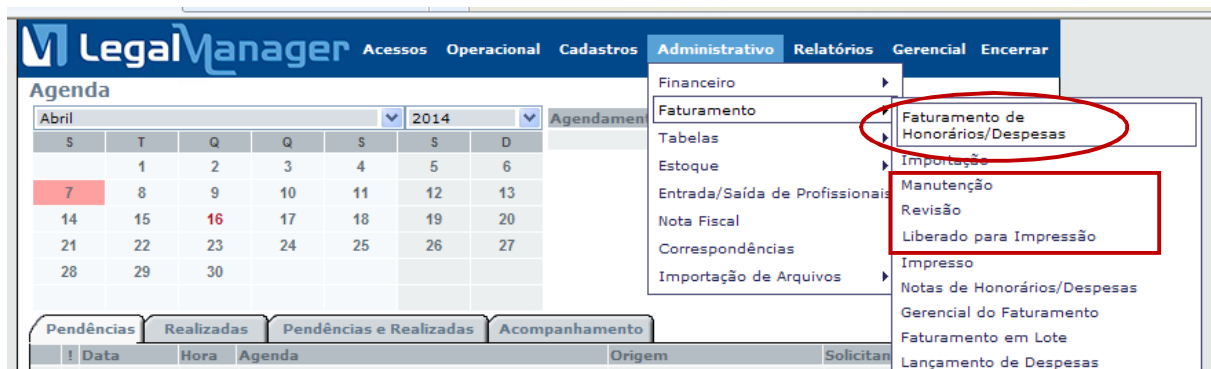 LegalManager Acessos Operacional Cadastros Administrativo Relatórios Gerencial Encerrar
Agenda
Abril 2014
S T Q Q S S D
1 2 3 4 5 6
7 8 9 10 11 12 13
14 15 16 17 18 19 20
21 22 23 24 25 26 27
28 29 30
Financeiro
Faturamento
Tabelas
Estoque
Entrada/Saída de Profissionais
Nota Fiscal
Correspondências
Importação de Arquivos
Faturamento de
Honorários/Despesas
Importação
Manutenção
Revisão
Liberado para Impressão
Impresso
Notas de Honorários/Despesas
Gerencial do Faturamento
Faturamento em Lote
Lançamento de Despesas
Pendências Realizadas Pendências e Realizadas Acompanhamento
! Data Hora Agenda Origem